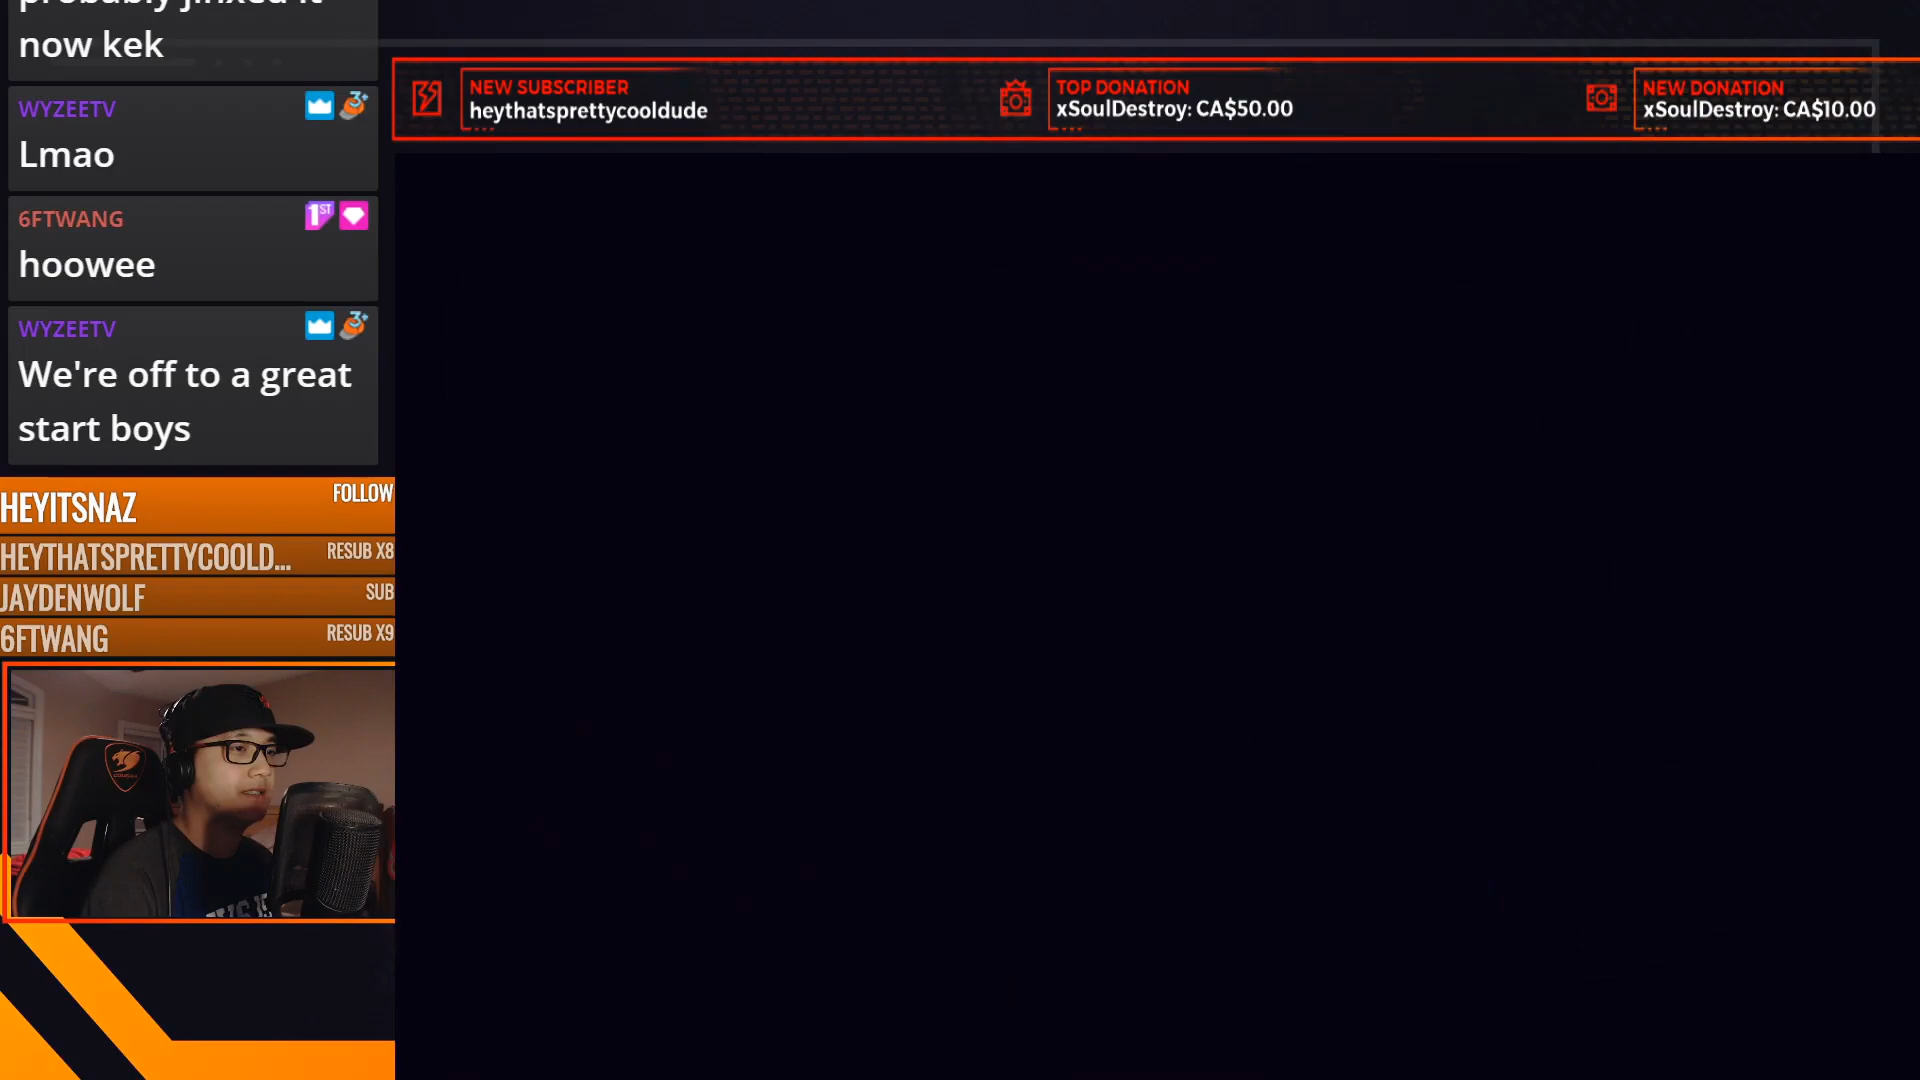 now kek
WYZEETV
Lmao
6FTWANG
1ST
hoowee
WYZEETV
We're off to a great
start boys
HEYITSNAZ FOLLOW
HEYTHATSPRETTYCOOLD... RESUB X8
JAYDENWOLF SUB
6FTWANG RESUB X9
NEW SUBSCRIBER
heythatsprettycooldude
TOP DONATION
xSoulDestroy: CA$50.00
NEW DONATION
xSoulDestroy: CA$10.00
COUGAR